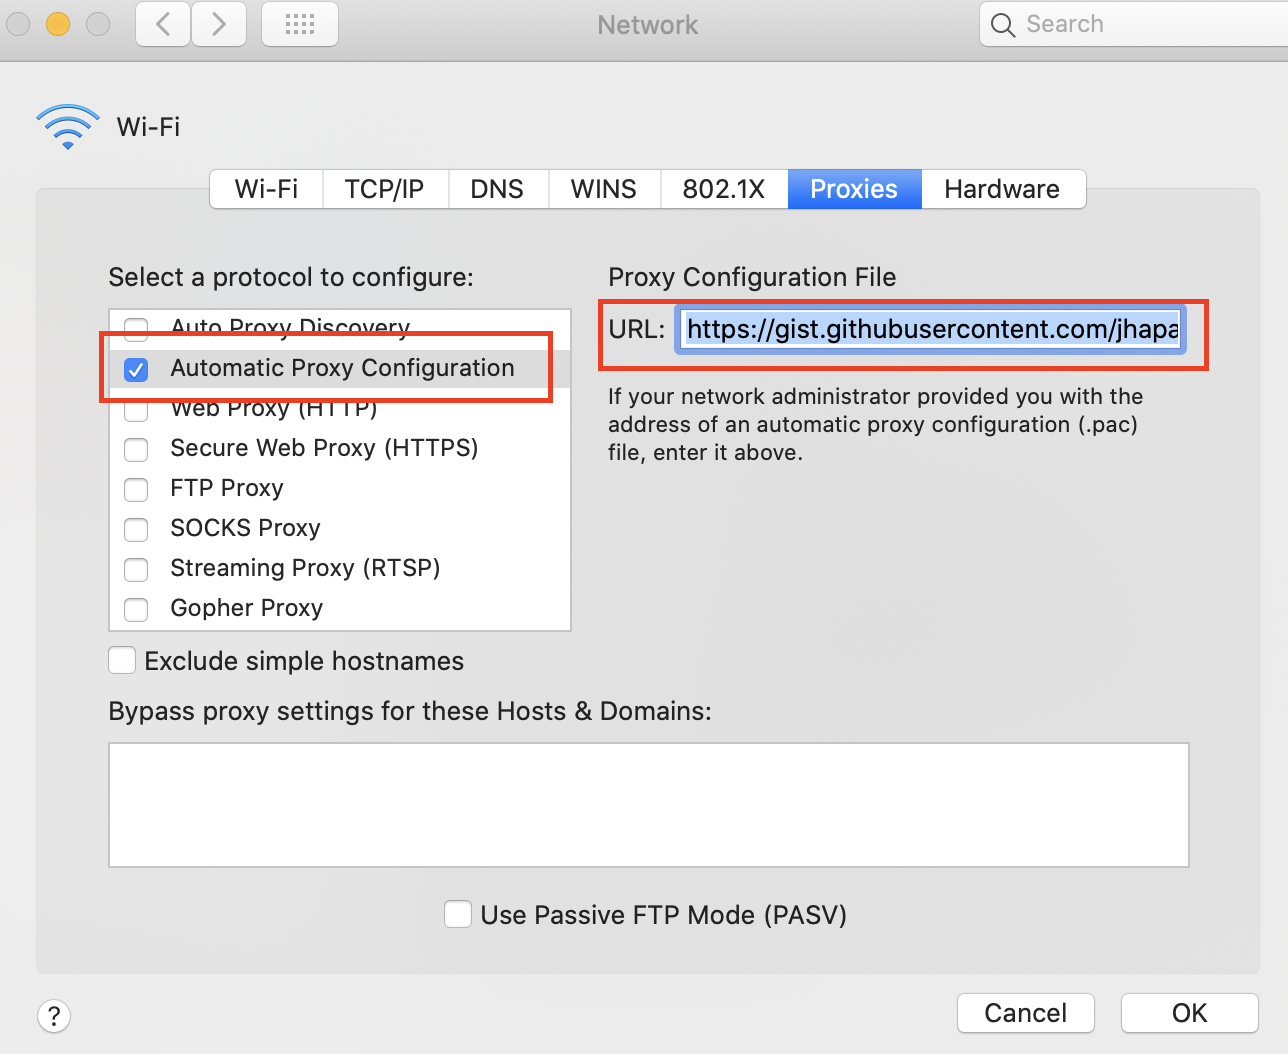 Network
Search
Wi-Fi
Wi-Fi TCP/IP DNS WINS 802.1X Proxies Hardware
Select a protocol to configure:
Auto Proxy Discovery
Automatic Proxy Configuration
Web Proxy (HTTP)
Secure Web Proxy (HTTPS)
FTP Proxy
SOCKS Proxy
Streaming Proxy (RTSP)
Gopher Proxy
Proxy Configuration File
URL: https://gist.githubusercontent.com/jhapa
If your network administrator provided you with the
address of an automatic proxy configuration (.pac)
file, enter it above.
Exclude simple hostnames
Bypass proxy settings for these Hosts & Domains:
Use Passive FTP Mode (PASV)
?
Cancel
OK